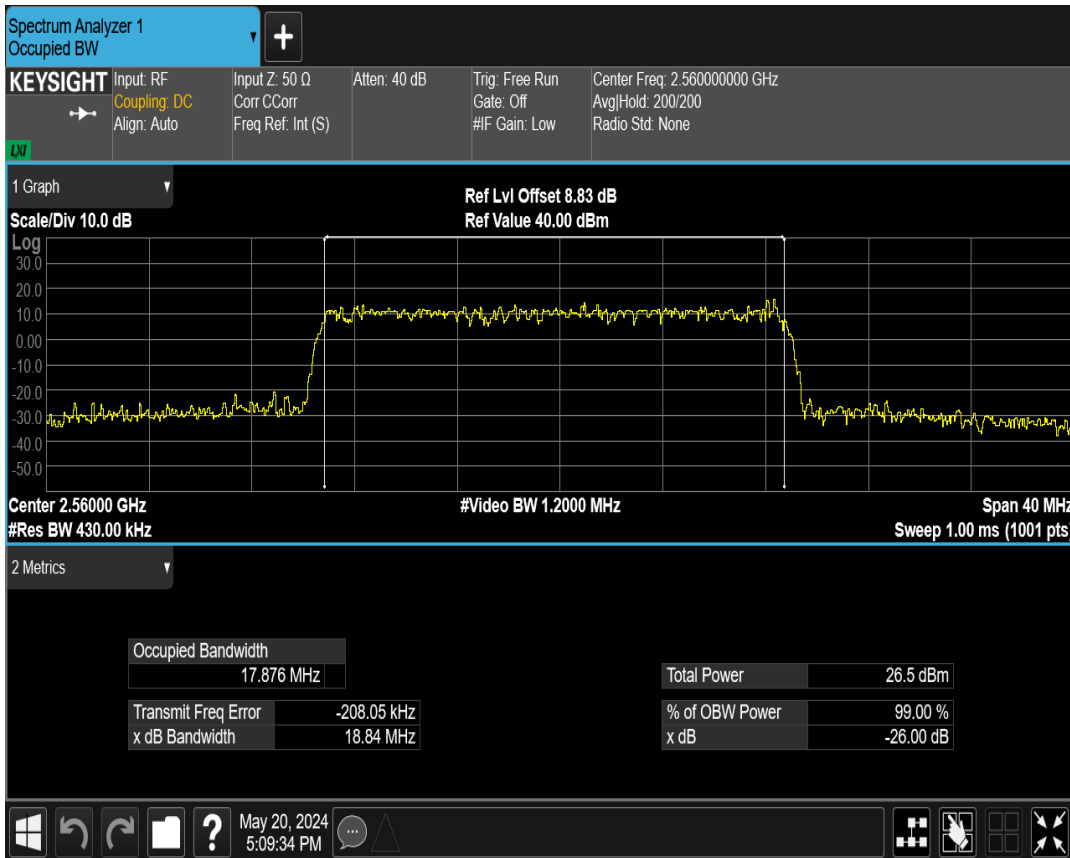 Spectrum Analyzer 1
Occupied BW
+
KEYSIGHT
LXI
Input: RF
Coupling: DC
Align: Auto
Input Z: 50 Ω
Corr CCorr
Freq Ref: Int (S)
Atten: 40 dB
Trig: Free Run
Gate: Off
#IF Gain: Low
Center Freq: 2.560000000 GHz
Avg|Hold: 200/200
Radio Std: None
1 Graph
Scale/Div 10.0 dB
Ref Lvl Offset 8.83 dB
Ref Value 40.00 dBm
Log
30.0
20.0
10.0
0.00
-10.0
-20.0
-30.0
-40.0
-50.0
Center 2.56000 GHz
#Video BW 1.2000 MHz
Span 40 MHz
#Res BW 430.00 kHz
Sweep 1.00 ms (1001 pts)
2 Metrics
Occupied Bandwidth
17.876 MHz
Transmit Freq Error -208.05 kHz
x dB Bandwidth 18.84 MHz
Total Power 26.5 dBm
% of OBW Power 99.00 %
x dB -26.00 dB
?
May 20, 2024
5:09:34 PM